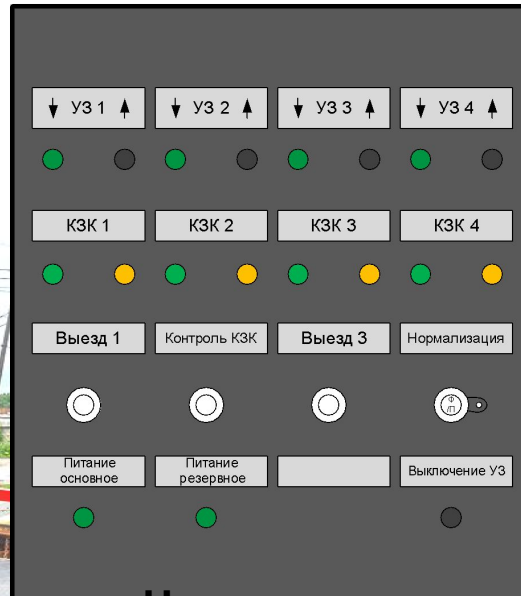 УЗ 1
УЗ 2
УЗ 3
УЗ 4
КЗК 1
КЗК 2
КЗК 3
КЗК 4
Выезд 1
Контроль КЗК
Выезд 3
Нормализация
Ф
/П
Питание
основное
Питание
резервное
Выключение УЗ